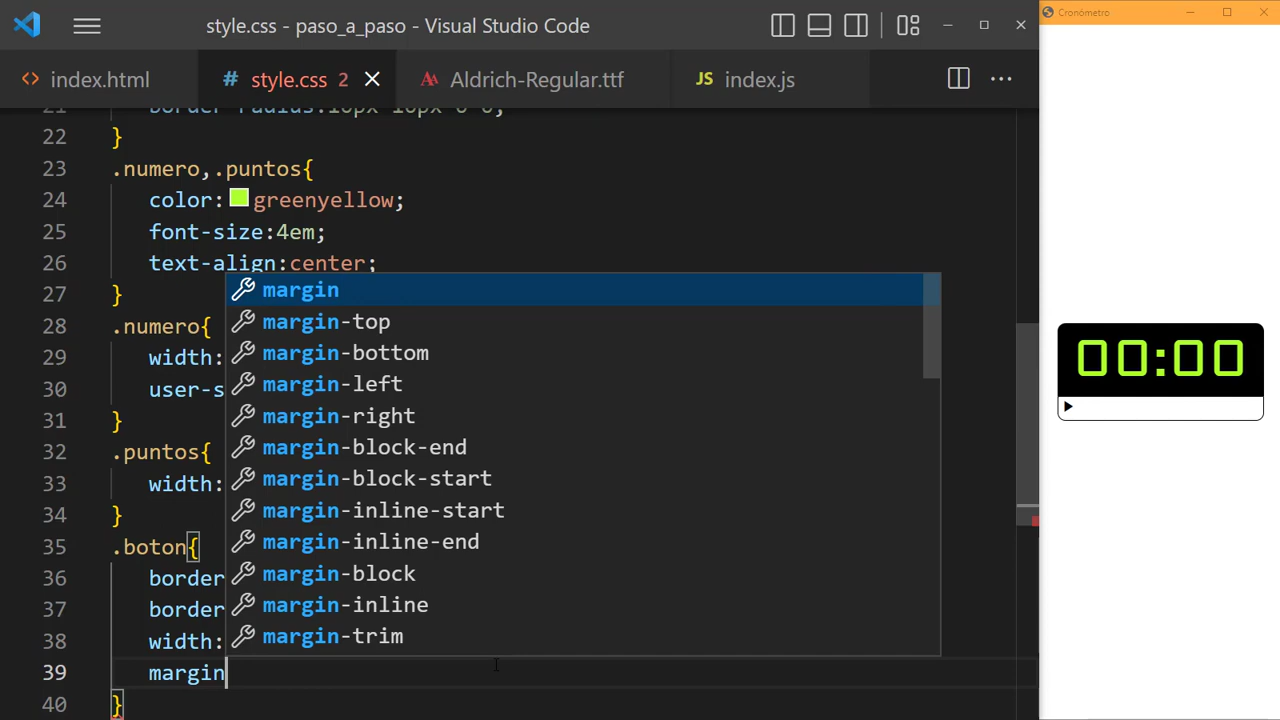 style.css - paso_a_paso - Visual Studio Code
Cronómetro
index.html
style.css 2
Aldrich-Regular.ttf
JS index.js
21 border-radius:10px 10px 0 0;
22 }
23 .numero,.puntos{
24 color: greenyellow;
25 font-size:4em;
26 text-align:center;
27 }
28 .numero{
29 width:
30 user-s
31 }
32 .puntos{
33 width:
34 }
35 .boton{
36 border
37 border
38 width:
39 margin
40 }
margin
margin-top
margin-bottom
margin-left
margin-right
margin-block-end
margin-block-start
margin-inline-start
margin-inline-end
margin-block
margin-inline
margin-trim
00:00